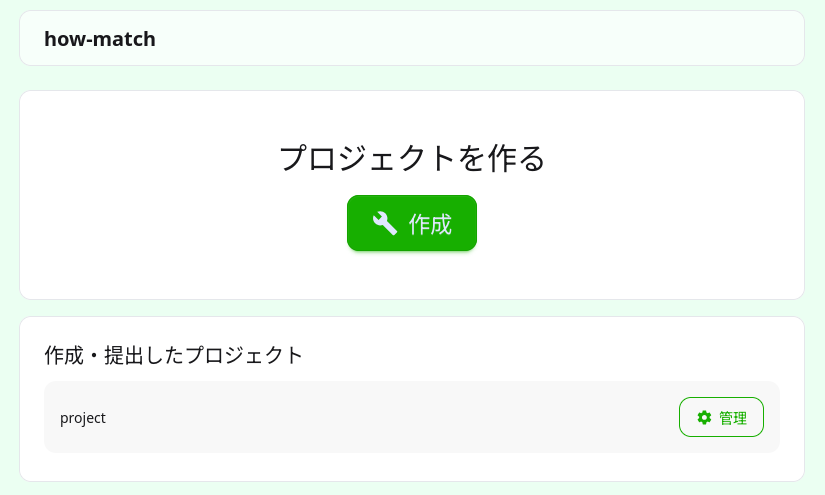 how-match
プロジェクトを作る
作成
作成・提出したプロジェクト
project
管理